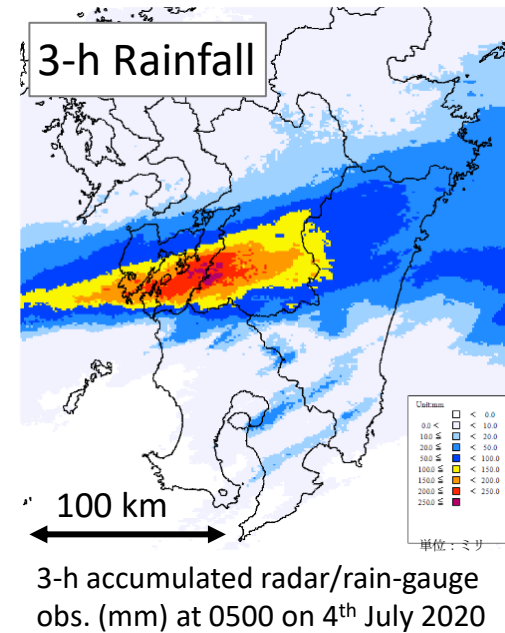 3-h Rainfall
Unit:mm
< 0.0
0.0 < < 10.0
10.0 ≦ < 20.0
20.0 ≦ < 50.0
50.0 ≦ < 100.0
100.0 ≦ < 150.0
150.0 ≦ < 200.0
200.0 ≦ < 250.0
250.0 ≦
単位：ミリ
100 km
3-h accumulated radar/rain-gauge
obs. (mm) at 0500 on 4th July 2020